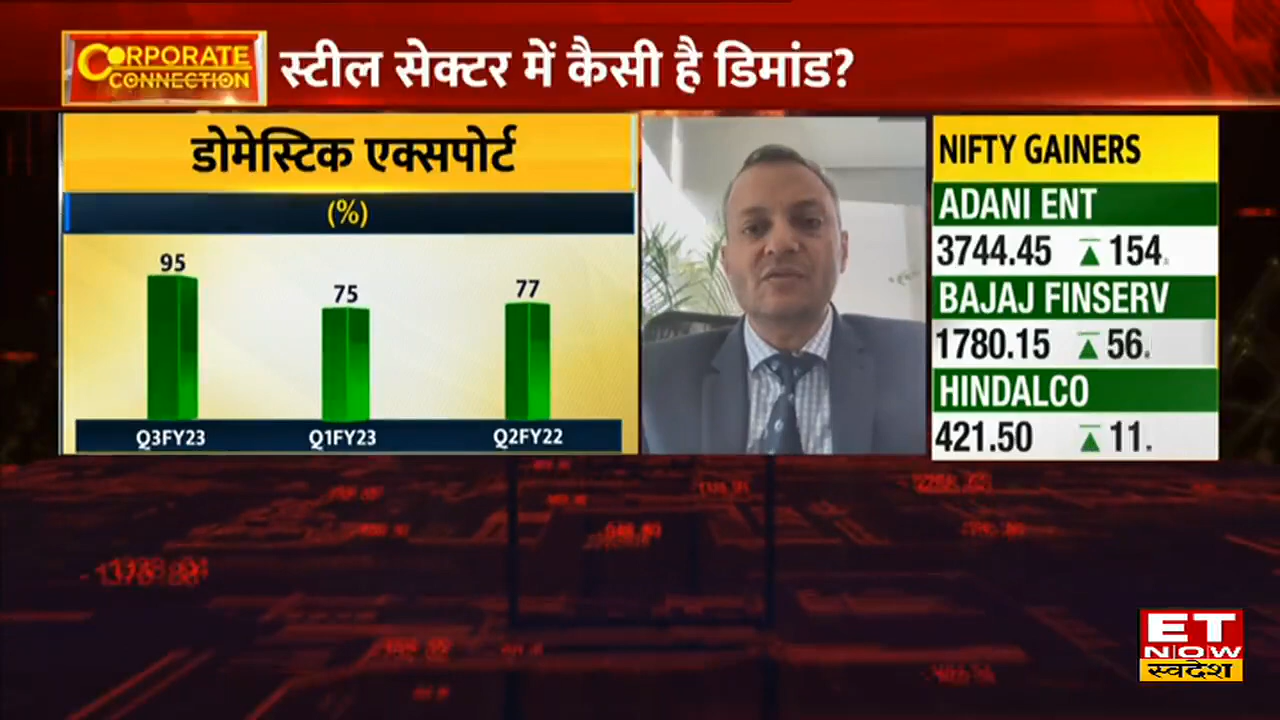 CORPORATE
CONNECTION
स्टील सेक्टर में कैसी है डिमांड?
डोमेस्टिक एक्सपोर्ट
(%)
95
75
77
Q3FY23
Q1FY23
Q2FY22
NIFTY GAINERS
ADANI ENT
3744.45 ▲ 154.
BAJAJ FINSERV
1780.15 ▲ 56.
HINDALCO
421.50 ▲ 11.
ET
NOW
स्वदेश